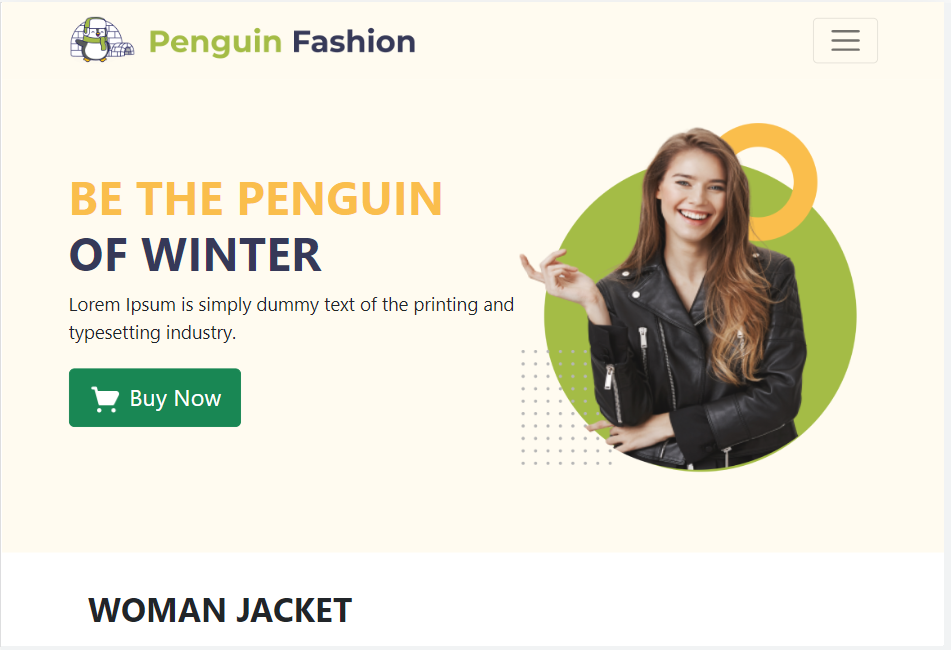 Penguin Fashion
BE THE PENGUIN
OF WINTER
Lorem Ipsum is simply dummy text of the printing and
typesetting industry.
Buy Now
WOMAN JACKET